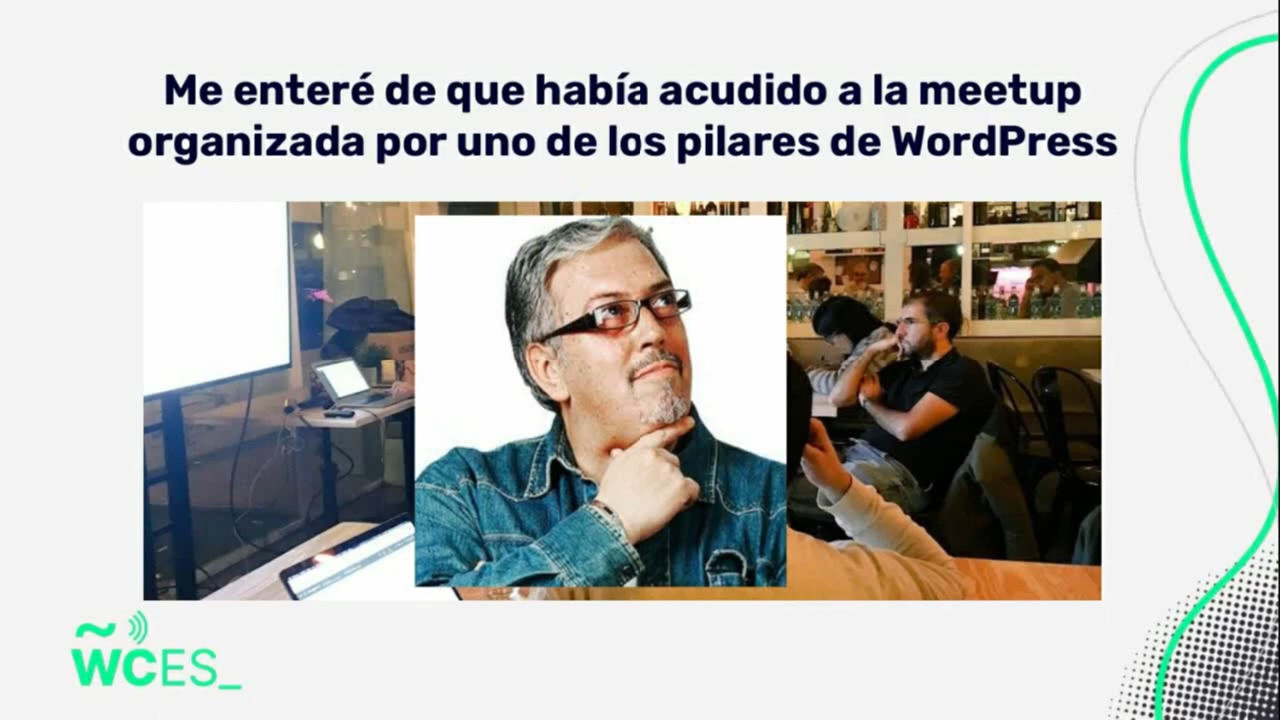 Me enteré de que había acudido a la meetup
organizada por uno de los pilares de WordPress
WCES_